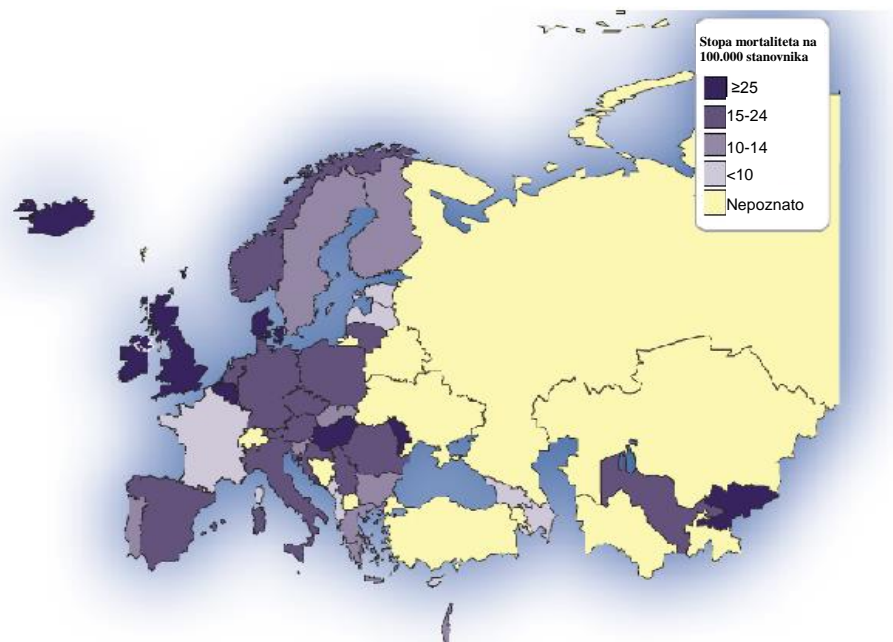 Stopa mortaliteta na
100.000 stanovnika
≥25
15-24
10-14
<10
Nepoznato